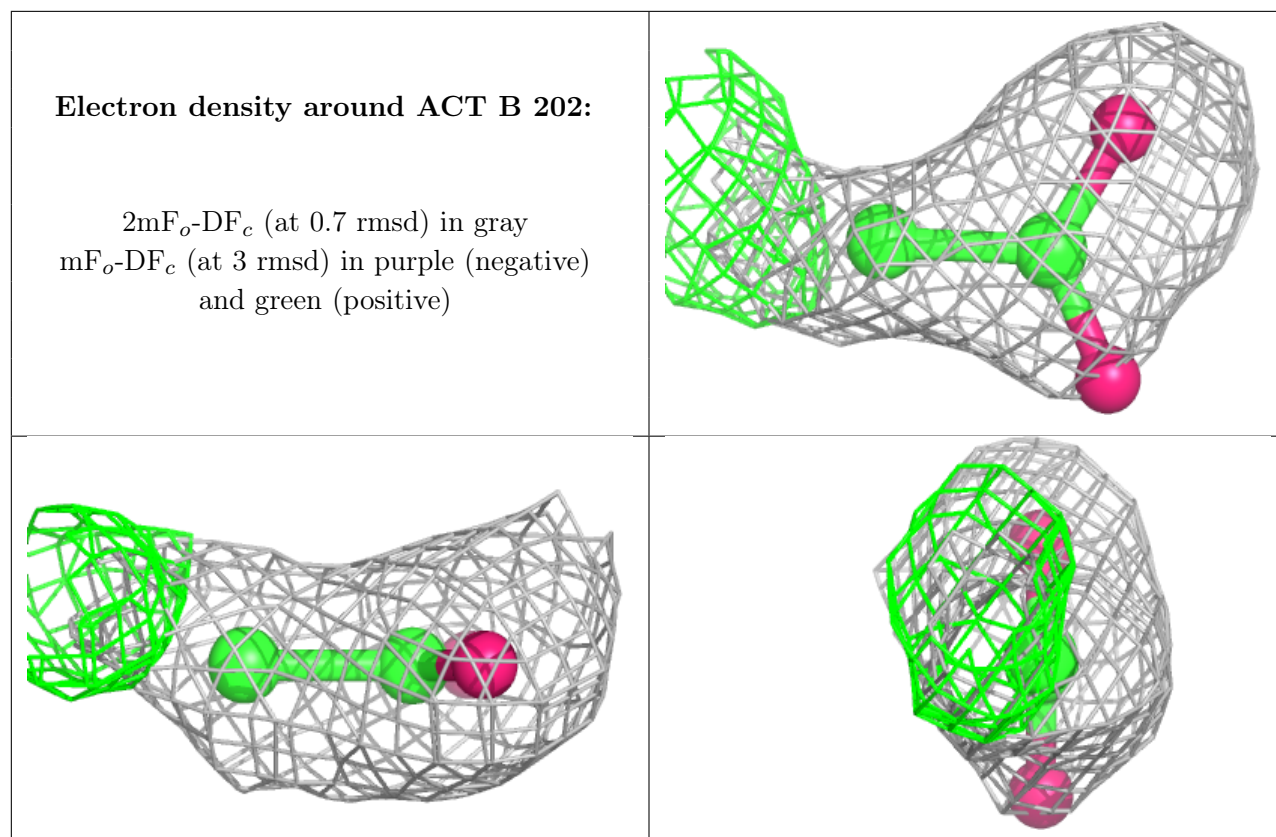 Electron density around ACT B 202:
2mFo-DFc (at 0.7 rmsd) in gray
mFo-DFc (at 3 rmsd) in purple (negative)
and green (positive)